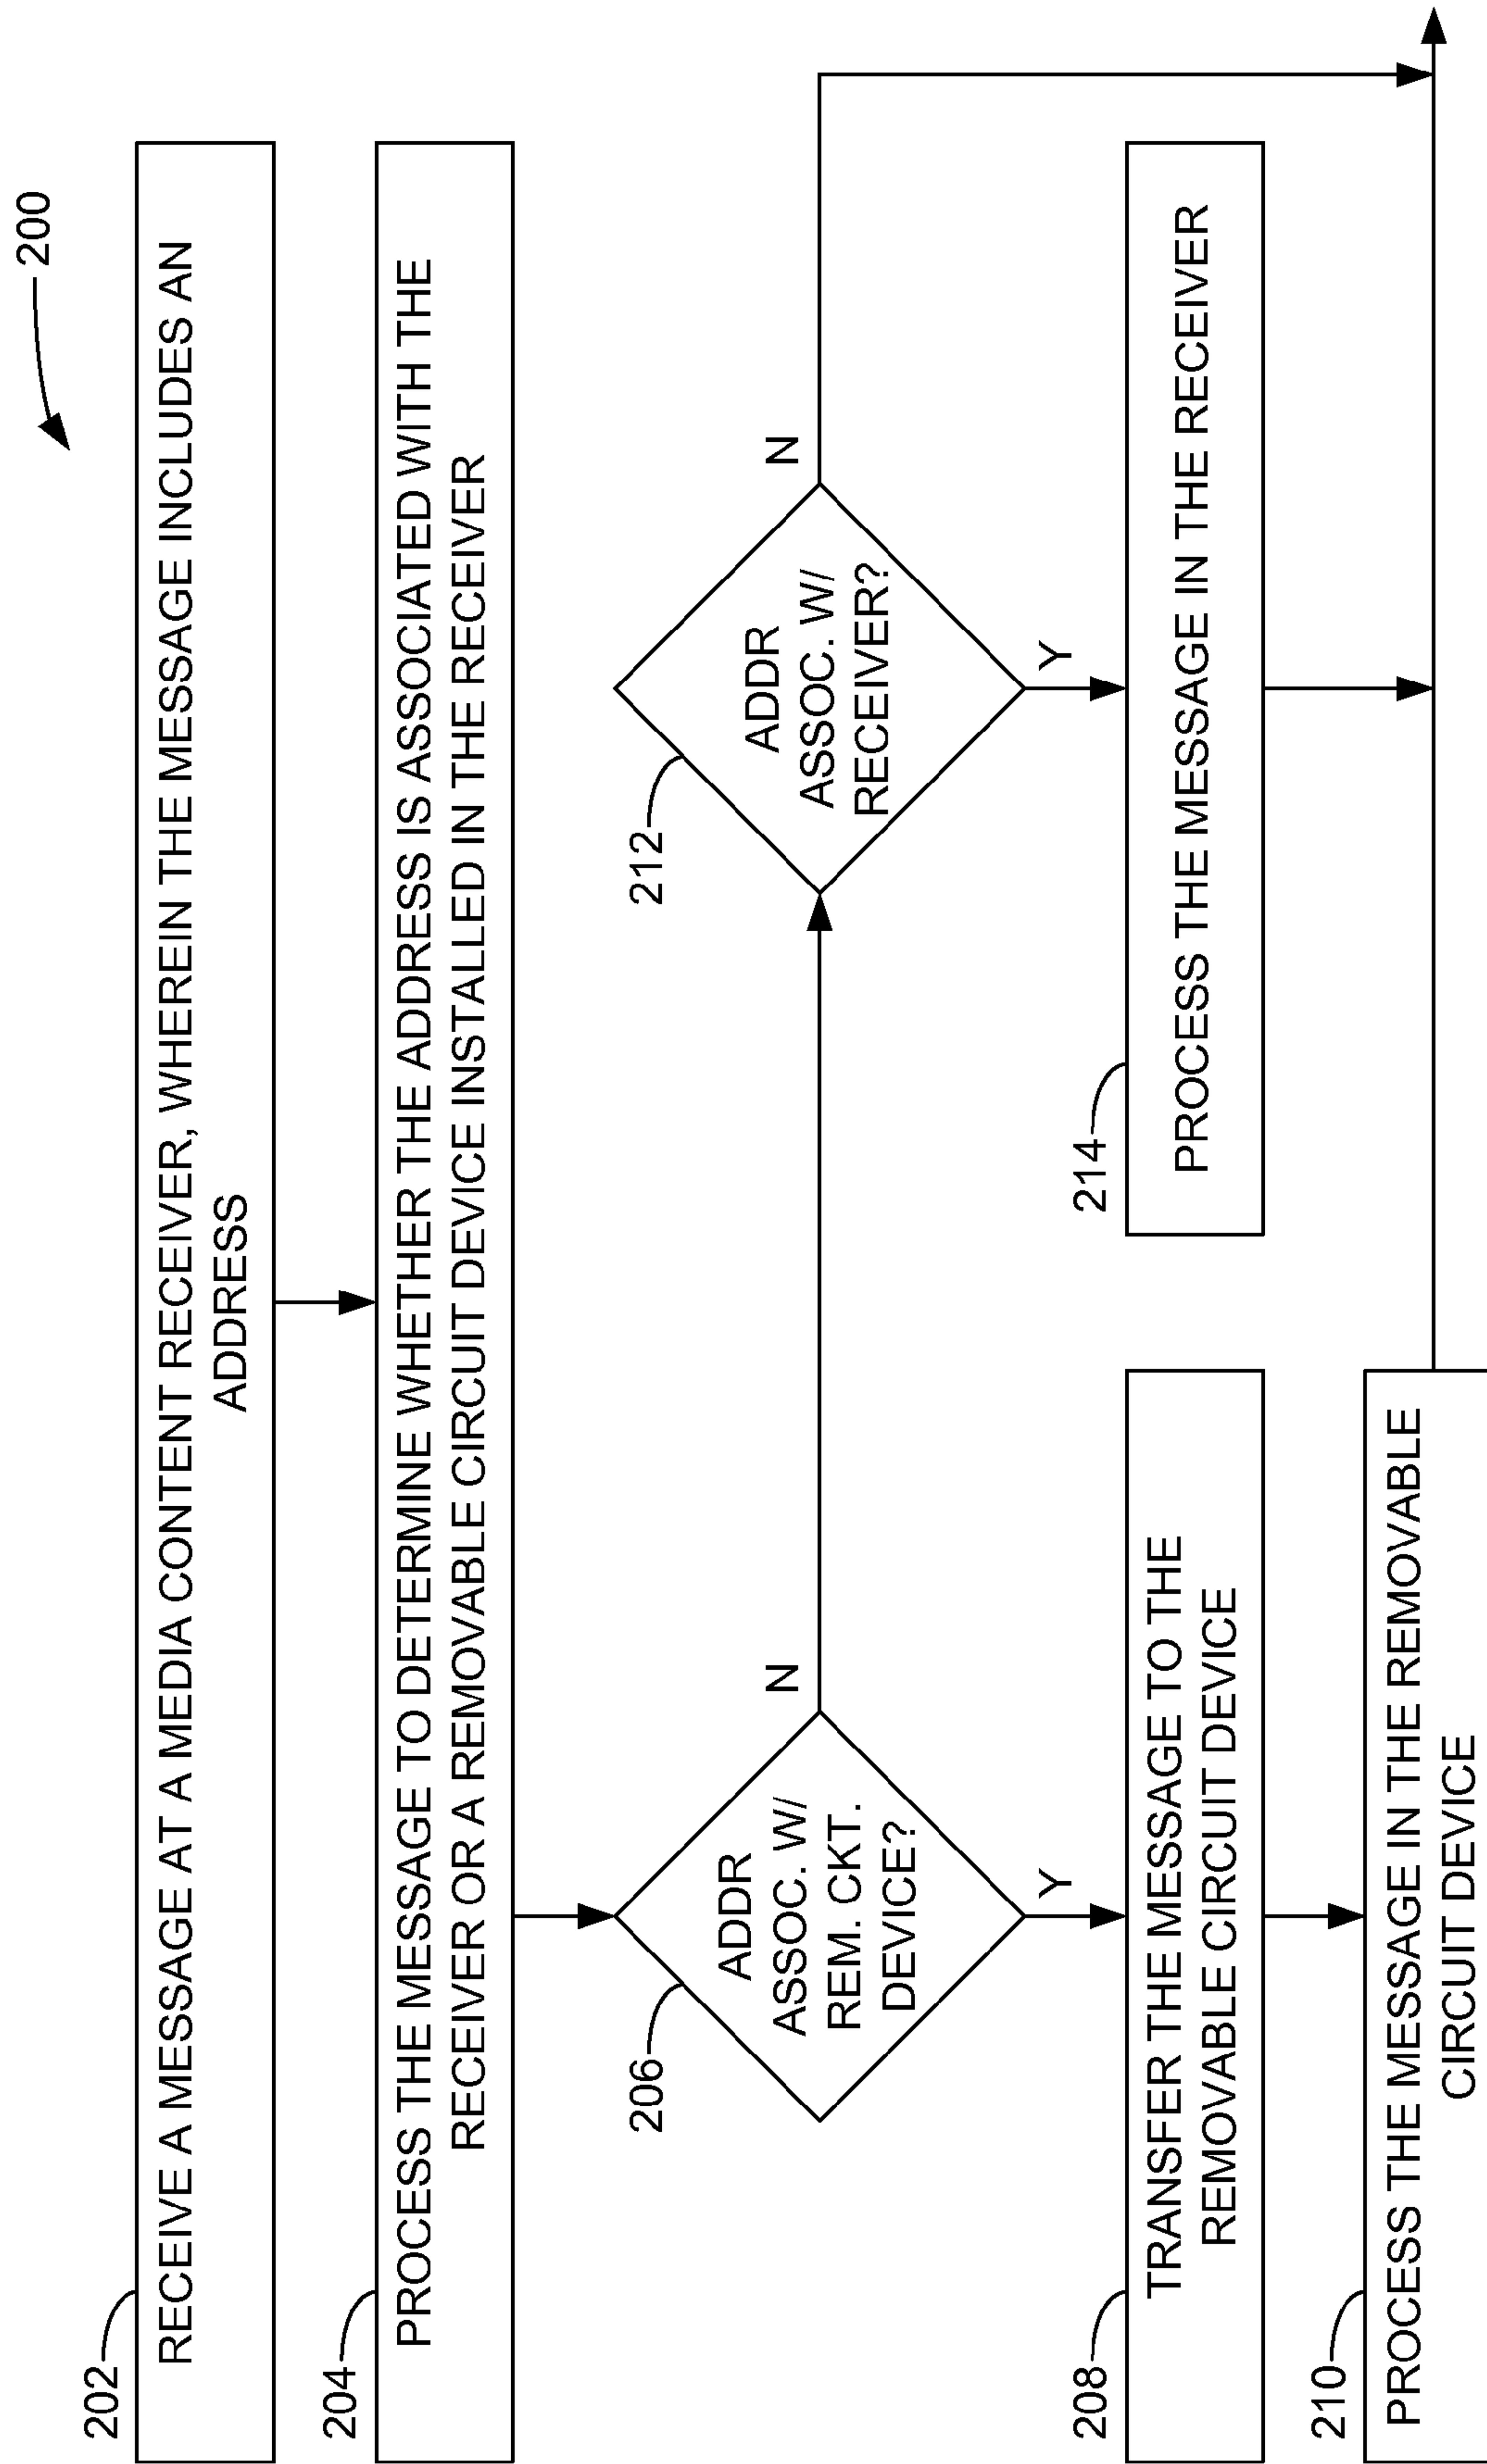 200
202
RECEIVE A MESSAGE AT A MEDIA CONTENT RECEIVER, WHEREIN THE MESSAGE INCLUDES AN
ADDRESS
204
PROCESS THE MESSAGE TO DETERMINE WHETHER THE ADDRESS IS ASSOCIATED WITH THE
RECEIVER OR A REMOVABLE CIRCUIT DEVICE INSTALLED IN THE RECEIVER
206
ADDR
ASSOC. W/
REM. CKT.
DEVICE?
N
Y
212
ADDR
ASSOC. W/
RECEIVER?
N
Y
208
TRANSFER THE MESSAGE TO THE
REMOVABLE CIRCUIT DEVICE
214
PROCESS THE MESSAGE IN THE RECEIVER
210
PROCESS THE MESSAGE IN THE REMOVABLE
CIRCUIT DEVICE